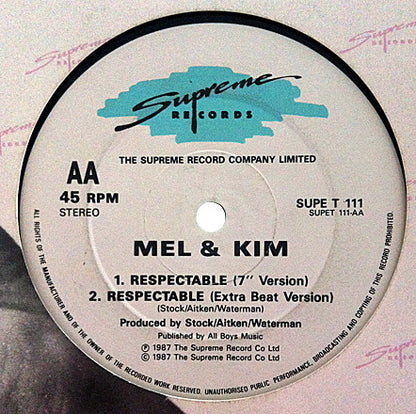 Supreme
RECORDS
Supreme
RECORDS
Supreme
RECORDS
THE SUPREME RECORD COMPANY LIMITED
AA
45 RPM
STEREO
SUPE T 111
SUPET 111-AA
MEL & KIM
1. RESPECTABLE (7" Version)
2. RESPECTABLE (Extra Beat Version)
(Stock/Aitken/Waterman)
Produced by Stock/Aitken/Waterman
Published by All Boys Music
Ⓟ 1987 The Supreme Record Co Ltd
© 1987 The Supreme Record Co Ltd
ALL RIGHTS OF THE MANUFACTURER AND OF THE OWNER OF THE RECORDED WORK RESERVED. UNAUTHORISED PUBLIC PERFORMANCE, BROADCASTING AND COPYING OF THIS RECORD PROHIBITED.